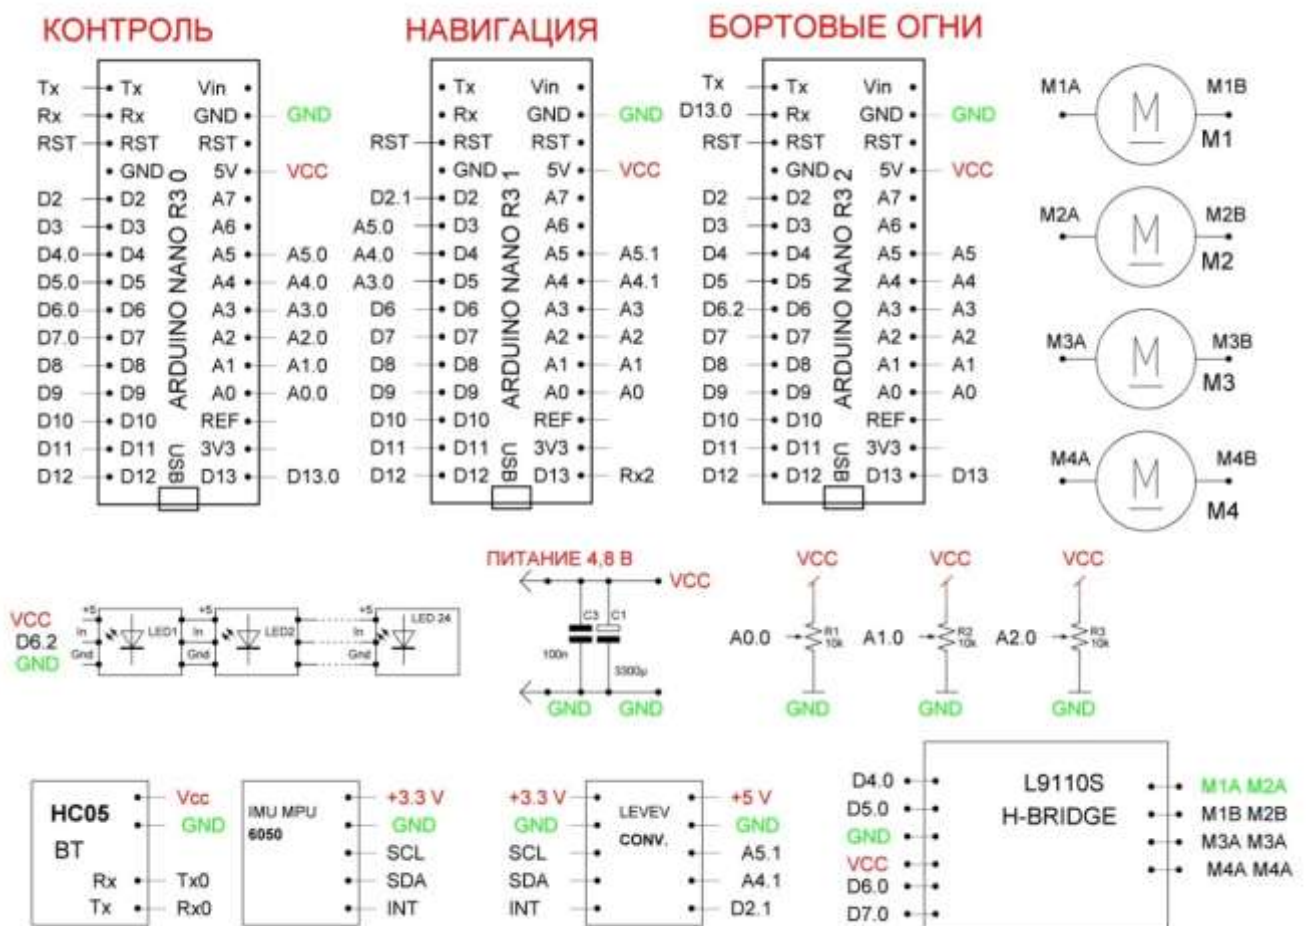 КОНТРОЛЬ НАВИГАЦИЯ БОРТОВЫЕ ОГНИ
Tx Tx Vin
Rx Rx GND GND
RST RST RST
GND 5V VCC
D2 D2 A7
D3 D3 A6
D4.0 D4 A5 A5.0
D5.0 D5 A4 A4.0
D6.0 D6 A3 A3.0
D7.0 D7 A2 A2.0
D8 D8 A1 A1.0
D9 D9 A0 A0.0
D10 D10 REF
D11 D11 3V3
D12 D12 D13 D13.0
ARDUINO NANO R3 0
USB
Tx Vin
Rx GND GND
RST RST RST
GND 5V VCC
D2.1 D2 A7
A5.0 D3 A6
A4.0 D4 A5 A5.1
A3.0 D5 A4 A4.1
D6 D6 A3 A3
D7 D7 A2 A2
D8 D8 A1 A1
D9 D9 A0 A0
D10 D10 REF
D11 D11 3V3
D12 D12 D13 Rx2
ARDUINO NANO R3 1
USB
Tx Tx Vin
D13.0 Rx GND GND
RST RST RST
GND 5V VCC
D2 D2 A7
D3 D3 A6
D4 D4 A5 A5
D5 D5 A4 A4
D6.2 D6 A3 A3
D7 D7 A2 A2
D8 D8 A1 A1
D9 D9 A0 A0
D10 D10 REF
D11 D11 3V3
D12 D12 D13 D13
ARDUINO NANO R3 2
USB
M1A M M1B
M1
M2A M M2B
M2
M3A M M3B
M3
M4A M M4B
M4
VCC +5 +5 +5 LED 24
D6.2 In LED1 In LED2 In
GND Gnd Gnd Gnd
ПИТАНИЕ 4,8 В
VCC
C3 C1
100n
3300µ
GND GND
VCC VCC VCC
A0.0 R1 A1.0 R2 A2.0 R3
10k 10k 10k
GND GND GND
HC05 Vcc
GND
BT
Rx Tx0
Tx Rx0
IMU MPU +3.3 V
6050 GND
SCL
SDA
INT
+3.3 V LEVEV +5 V
GND CONV. GND
SCL A5.1
SDA A4.1
INT D2.1
D4.0 L9110S M1A M2A
D5.0 H-BRIDGE M1B M2B
GND M3A M3A
VCC M4A M4A
D6.0
D7.0